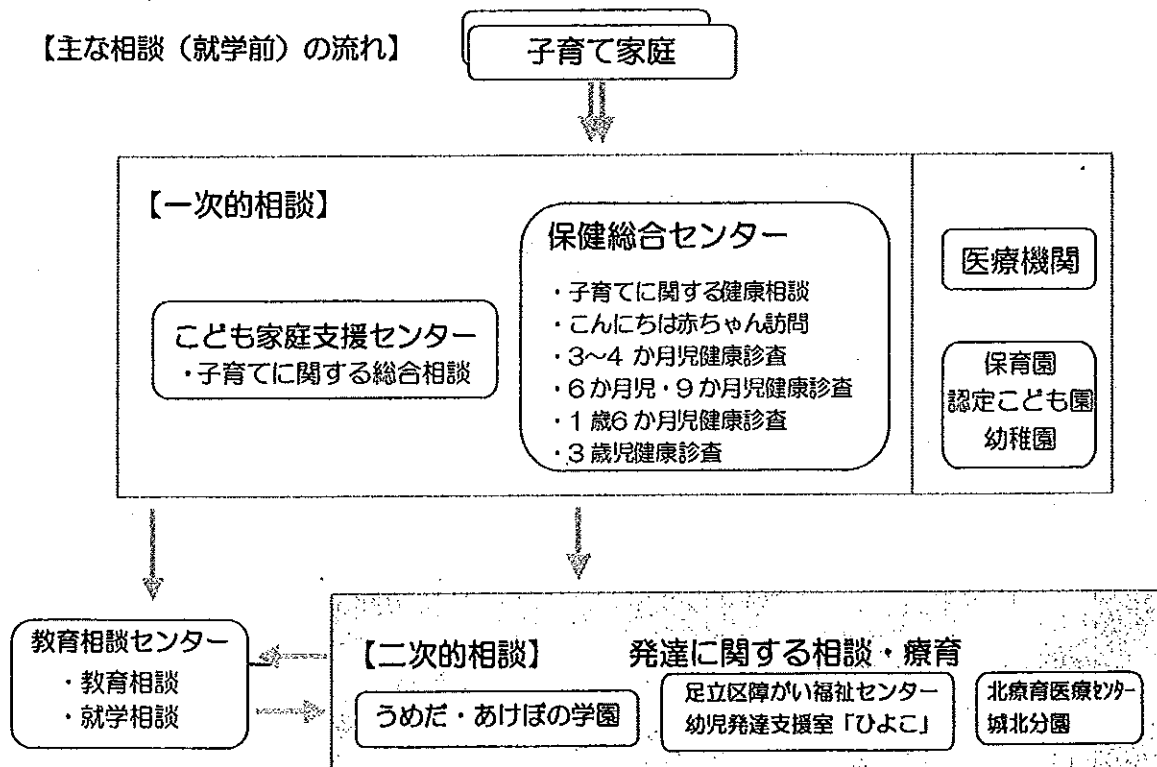 【主な相談（就学前）の流れ】
子育て家庭
【一次的相談】
こども家庭支援センター
・子育てに関する総合相談
保健総合センター
・子育てに関する健康相談
・こんにちは赤ちゃん訪問
・3～4 か月児健康診査
・6 か月児・9 か月児健康診査
・1 歳6 か月児健康診査
・3 歳児健康診査
医療機関
保育園
認定こども園
幼稚園
教育相談センター
・教育相談
・就学相談
【二次的相談】 発達に関する相談・療育
うめだ・あけぼの学園
足立区障がい福祉センター
幼児発達支援室「ひよこ」
北療育医療ｾﾝﾀｰ
城北分園